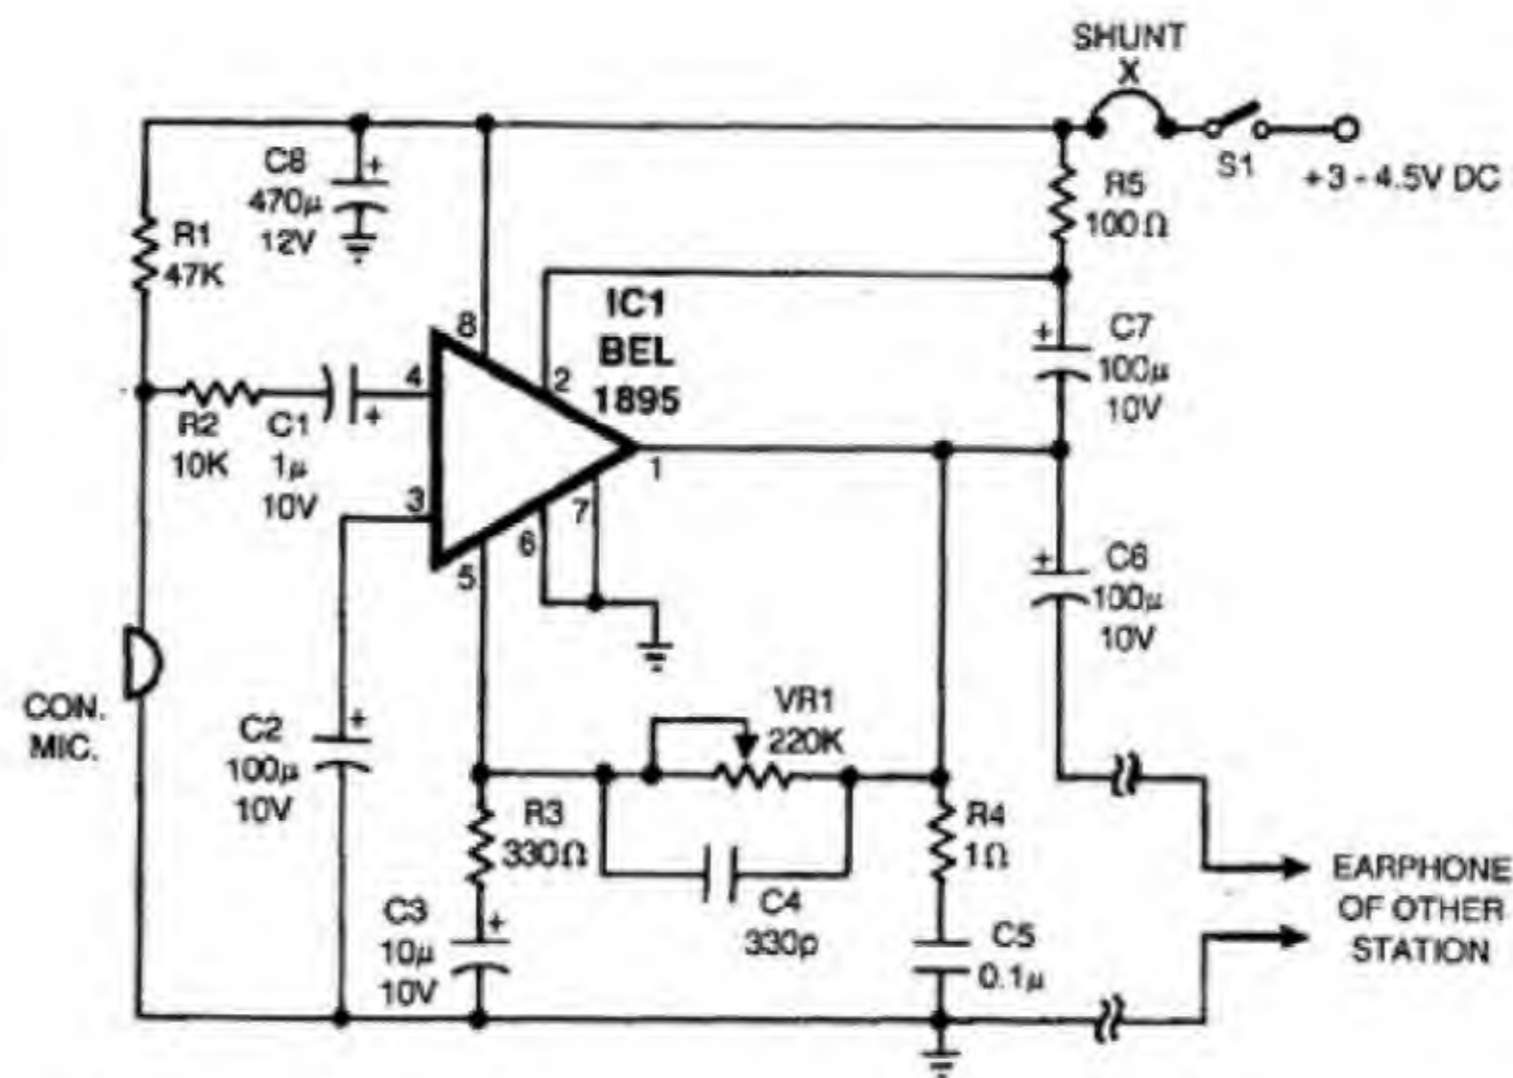 SHUNT
X
S1
+3 - 4.5V DC
C8
470µ
12V
R5
100Ω
R1
47K
IC1
BEL
1895
8
2
4
3
5
6
7
1
C7
100µ
10V
R2
10K
C1
1µ
10V
+
+
+
+
+
+
C6
100µ
10V
CON.
MIC.
C2
100µ
10V
VR1
220K
R3
330Ω
R4
1Ω
C4
330p
C3
10µ
10V
C5
0.1µ
EARPHONE
OF OTHER
STATION